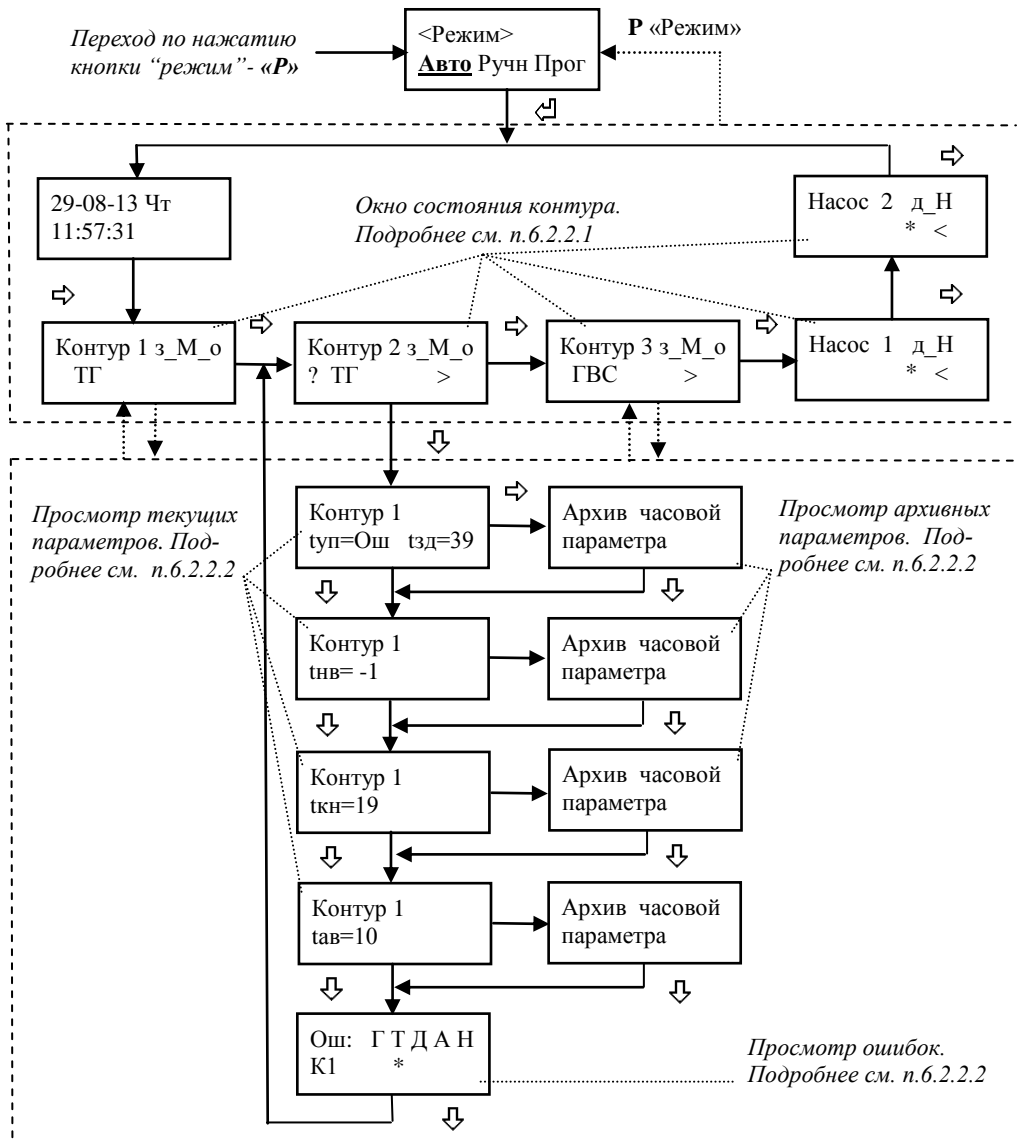 Переход по нажатию
кнопки “режим”- «Р»
<Режим>
Авто Ручн Прог
Р «Режим»
29-08-13 Чт
11:57:31
Окно состояния контура.
Подробнее см. п.6.2.2.1
Насос 2 д_Н
* <
Контур 1 з_М_о
ТГ
Контур 2 з_М_о
? ТГ >
Контур 3 з_М_о
ГВС >
Насос 1 д_Н
* <
Просмотр текущих
параметров. Под-
робнее см. п.6.2.2.2
Контур 1
tуп=Ош tзд=39
Архив часовой
параметра
Просмотр архивных
параметров. Под-
робнее см. п.6.2.2.2
Контур 1
tнв= -1
Архив часовой
параметра
Контур 1
tкн=19
Архив часовой
параметра
Контур 1
tав=10
Архив часовой
параметра
Ош: Г Т Д А Н
К1 *
Просмотр ошибок.
Подробнее см. п.6.2.2.2